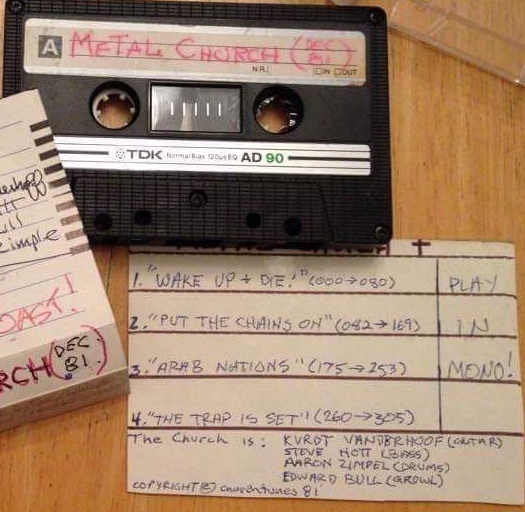 A METAL CHURCH (DEC 81)
N.R. IN OUT
TDK Normal Bias 120µs EQ AD 90
zimple
OAST!
RCH (DEC. 81.)
1. "WAKE UP + DIE!" (000→080) PLAY
2. "PUT THE CHAINS ON" (082→169) IN
3. "ARAB NATIONS" (175→253) MONO!
4. "THE TRAP IS SET" (260→305)
The Church is: KURDT VANDERHOOF (GUITAR)
STEVE HOTT (BASS)
AARON ZIMPEL (DRUMS)
EDWARD BULL (GROWL)
COPYRIGHT © churchtunes 81